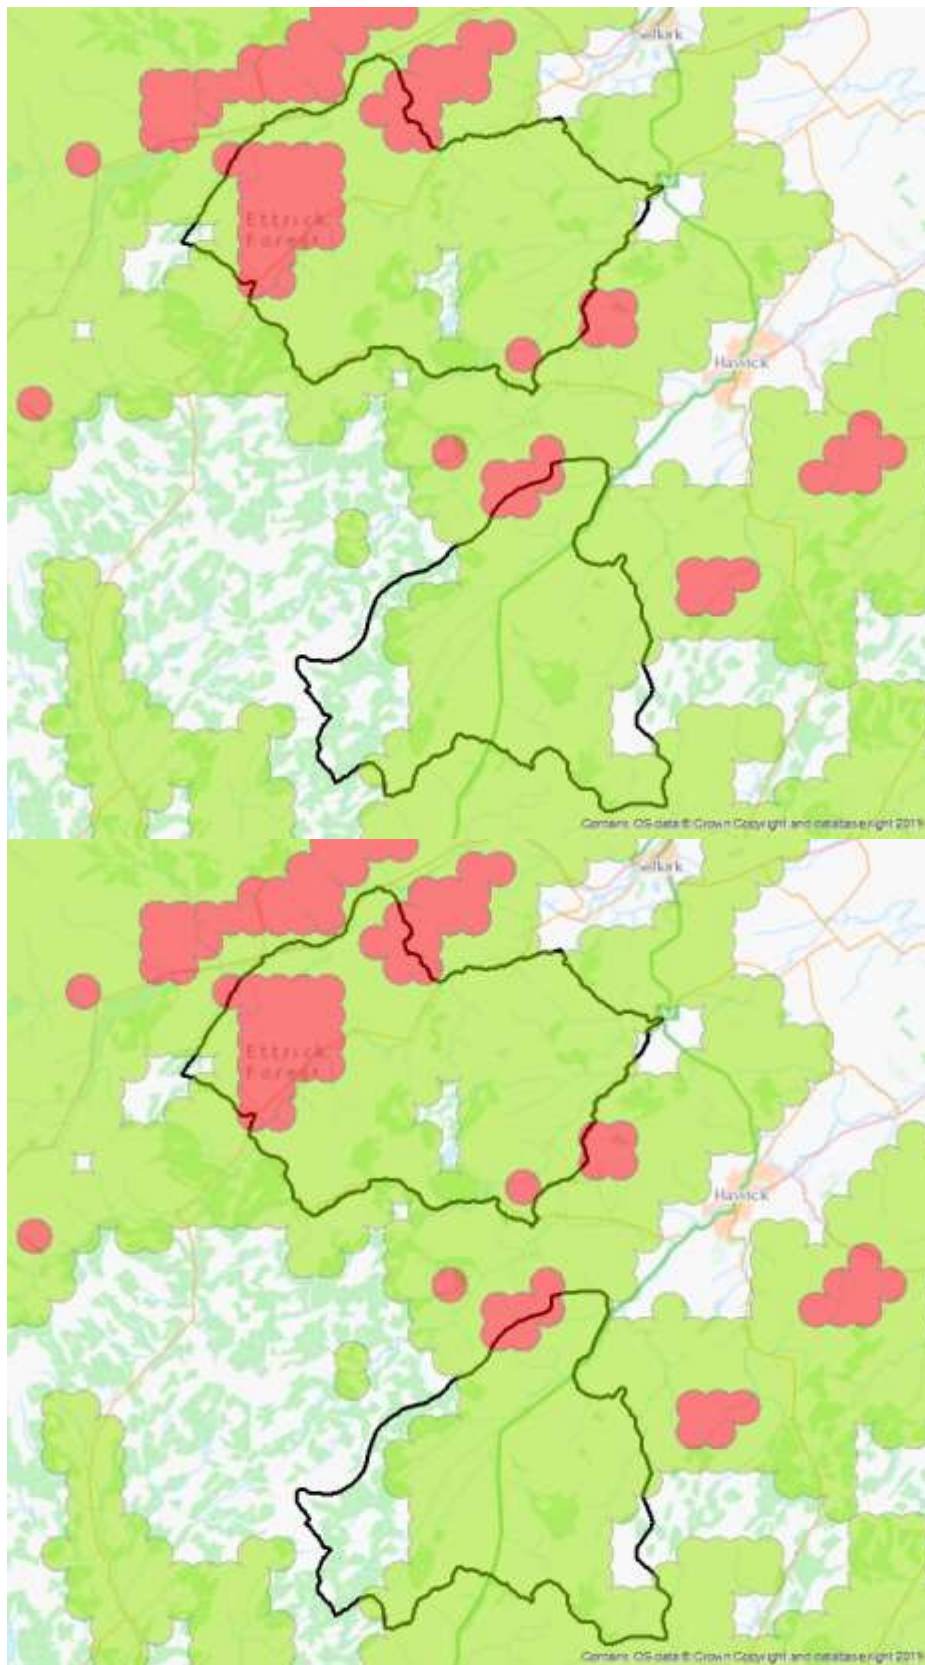 Selkirk
Ettrick
Forest
Hawick
Contains OS data © Crown Copyright and database right 2019
Selkirk
Ettrick
Forest
Hawick
Contains OS data © Crown Copyright and database right 2019